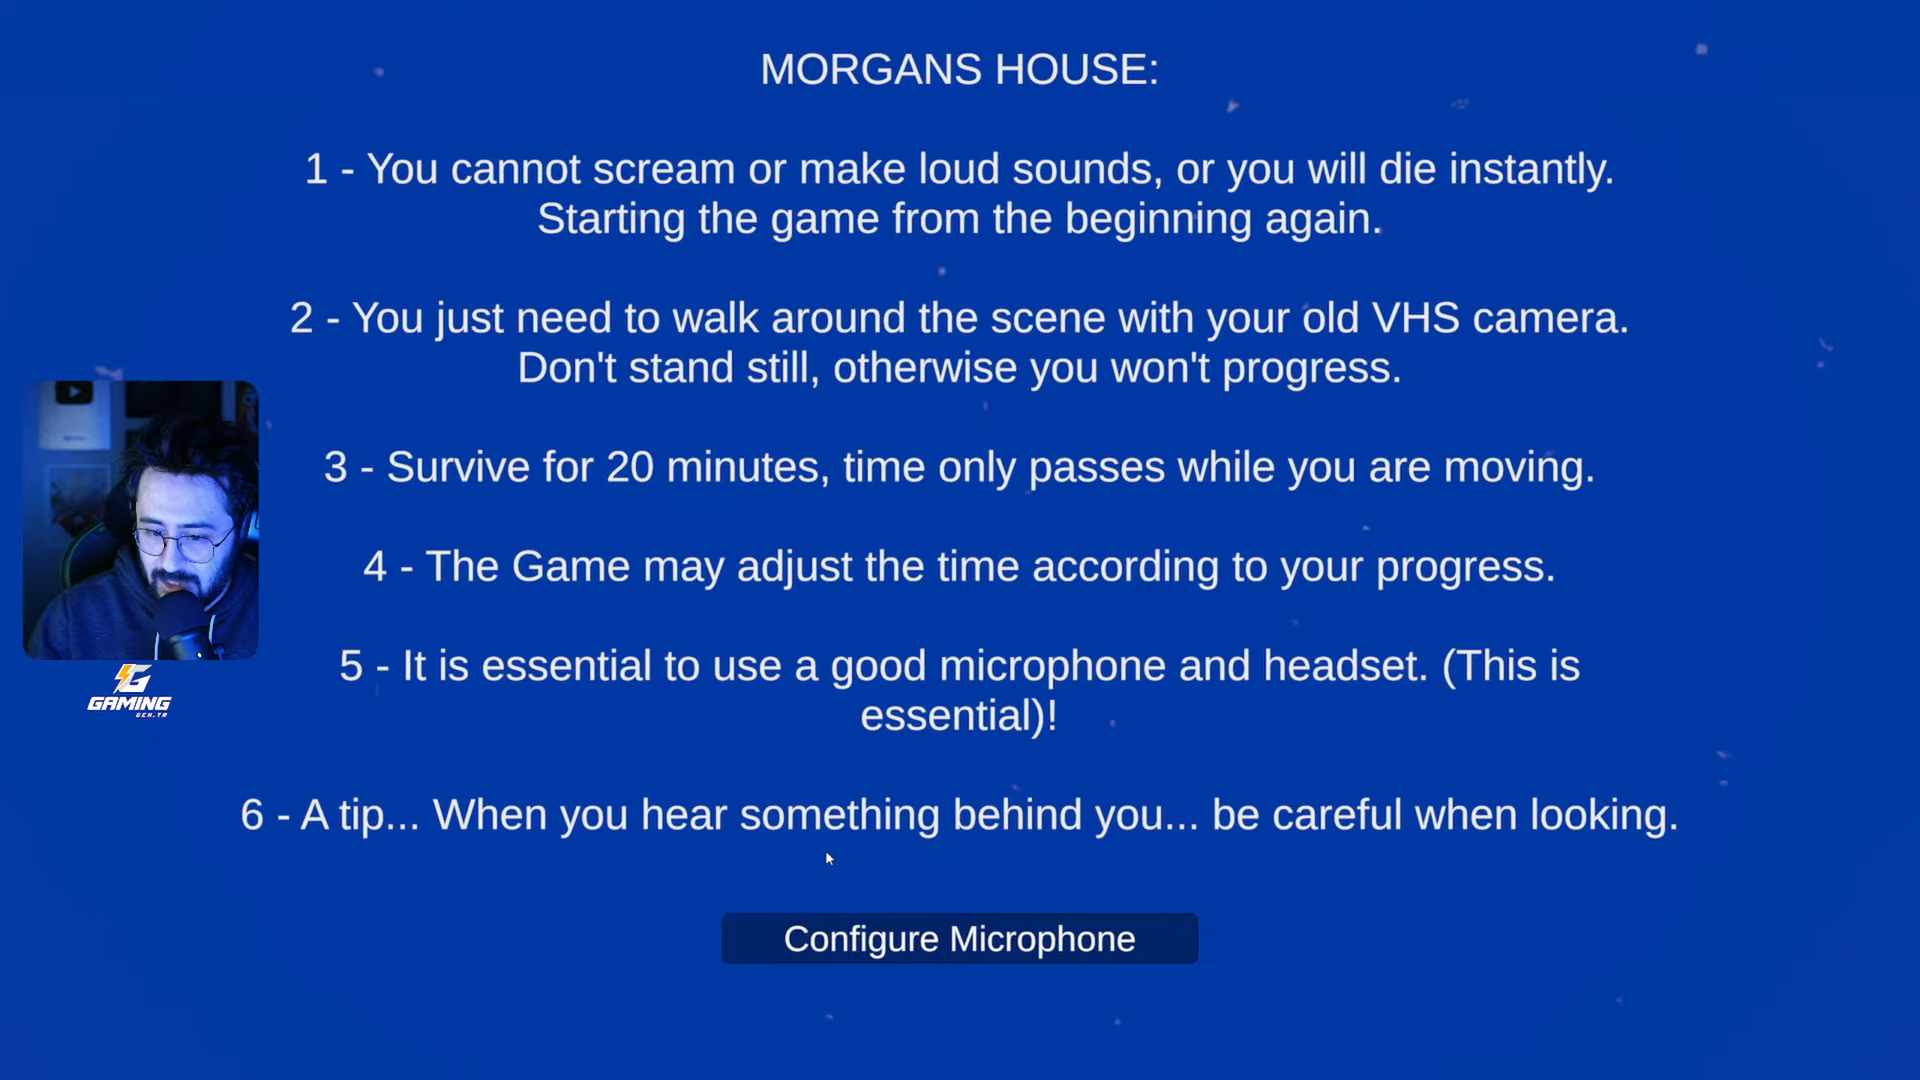 MORGANS HOUSE:
1 - You cannot scream or make loud sounds, or you will die instantly.
Starting the game from the beginning again.
2 - You just need to walk around the scene with your old VHS camera.
Don't stand still, otherwise you won't progress.
3 - Survive for 20 minutes, time only passes while you are moving.
4 - The Game may adjust the time according to your progress.
5 - It is essential to use a good microphone and headset. (This is
essential)!
6 - A tip... When you hear something behind you... be careful when looking.
Configure Microphone
GAMING
GEN.TR